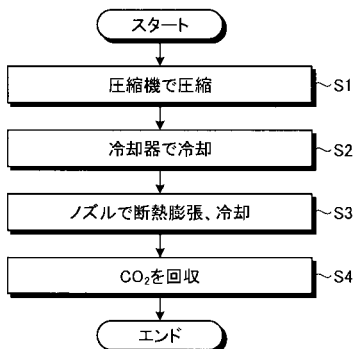 スタート
圧縮機で圧縮 S1
冷却器で冷却 S2
ノズルで断熱膨張、冷却 S3
CO₂を回収 S4
エンド